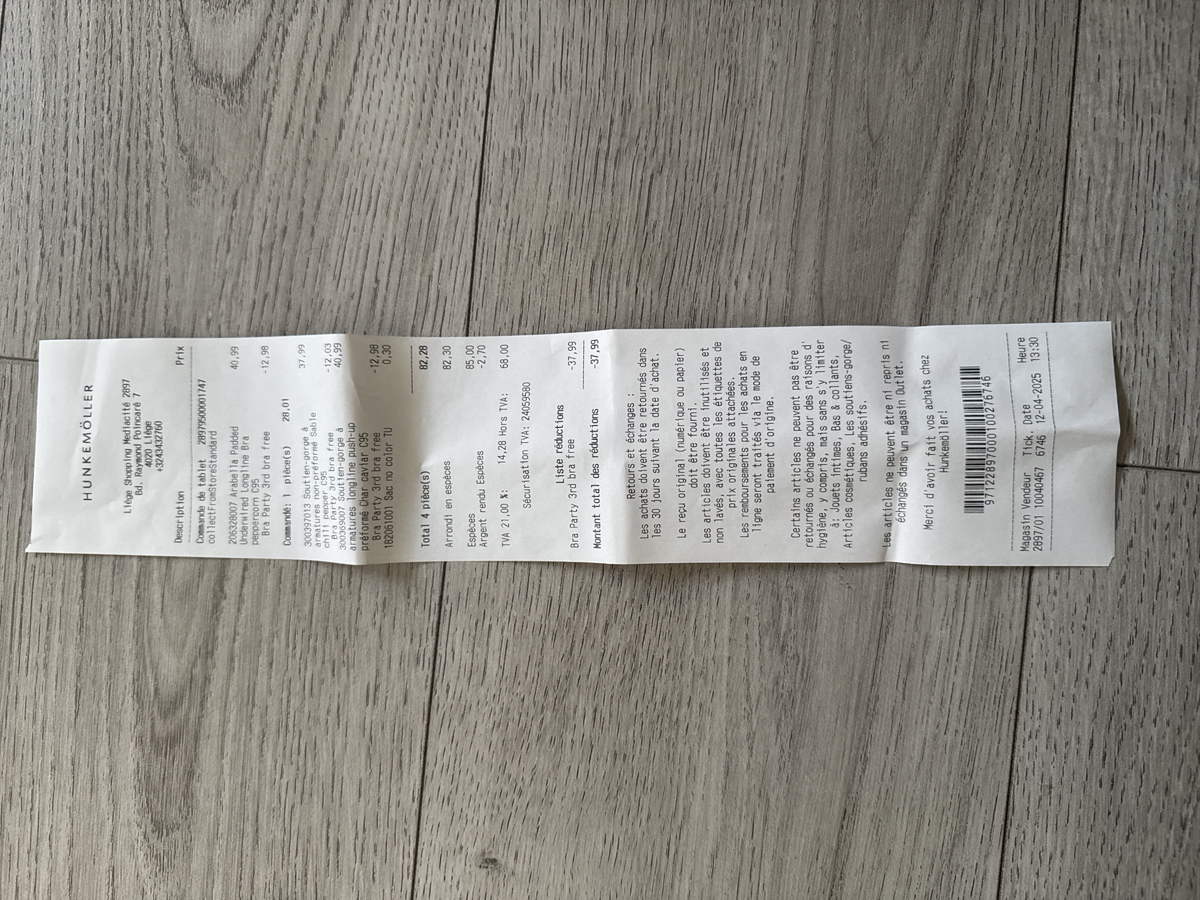 HUNKEMÖLLER
Liège Shopping Mediacité 2897
Bd. Raymond Poincaré 7
4020 Liège
+3243432760
Description Prix
Commande de tablet 2897950000001747
collectFromstorestandard
206328007 Arabella Padded 40,99
Underwired Longline Bra
peppercorn C95
Bra Party 3rd bra free -12,98
Commande: 1 pièce(s) 28,01
300397013 Soutien-gorge à 37,99
armatures non-préformé Sable
chili pepper C95
Bra Party 3rd bra free -12,03
300369007 Soutien-gorge à 40,99
armatures longline push-up
préformé Char caviar C95
Bra Party 3rd bra free -12,98
182061001 Sac no color TU 0,30
Total 4 pièce(s) 82,28
Arrondi en espèces 82,30
Espèces 85,00
Argent rendu Espèces -2,70
TVA 21,00 %: 14,28 Hors TVA: 68,00
Sécurisation TVA: 24059580
Liste réductions
Bra Party 3rd bra free -37,99
Montant total des réductions -37,99
Retours et échanges :
Les achats doivent être retournés dans
les 30 jours suivant la date d'achat.
Le reçu original (numérique ou papier)
doit être fourni.
Les articles doivent être inutilisés et
non lavés, avec toutes les étiquettes de
prix originales attachées.
Les remboursements pour les achats en
ligne seront traités via le mode de
paiement d'origine.
Certains articles ne peuvent pas être
retournés ou échangés pour des raisons d'
hygiène, y compris, mais sans s'y limiter
à: Jouets intimes, Bas & collants,
Articles cosmétiques, Les soutiens-gorge/
rubans adhésifs.
Les articles ne peuvent être ni repris ni
échangés dans un magasin Outlet.
Merci d'avoir fait vos achats chez
Hunkemöller!
9711228970001002767​46
Magasin Vendeur Tick. Date Heure
2897/01 10040467 6746 12-04-2025 13:30